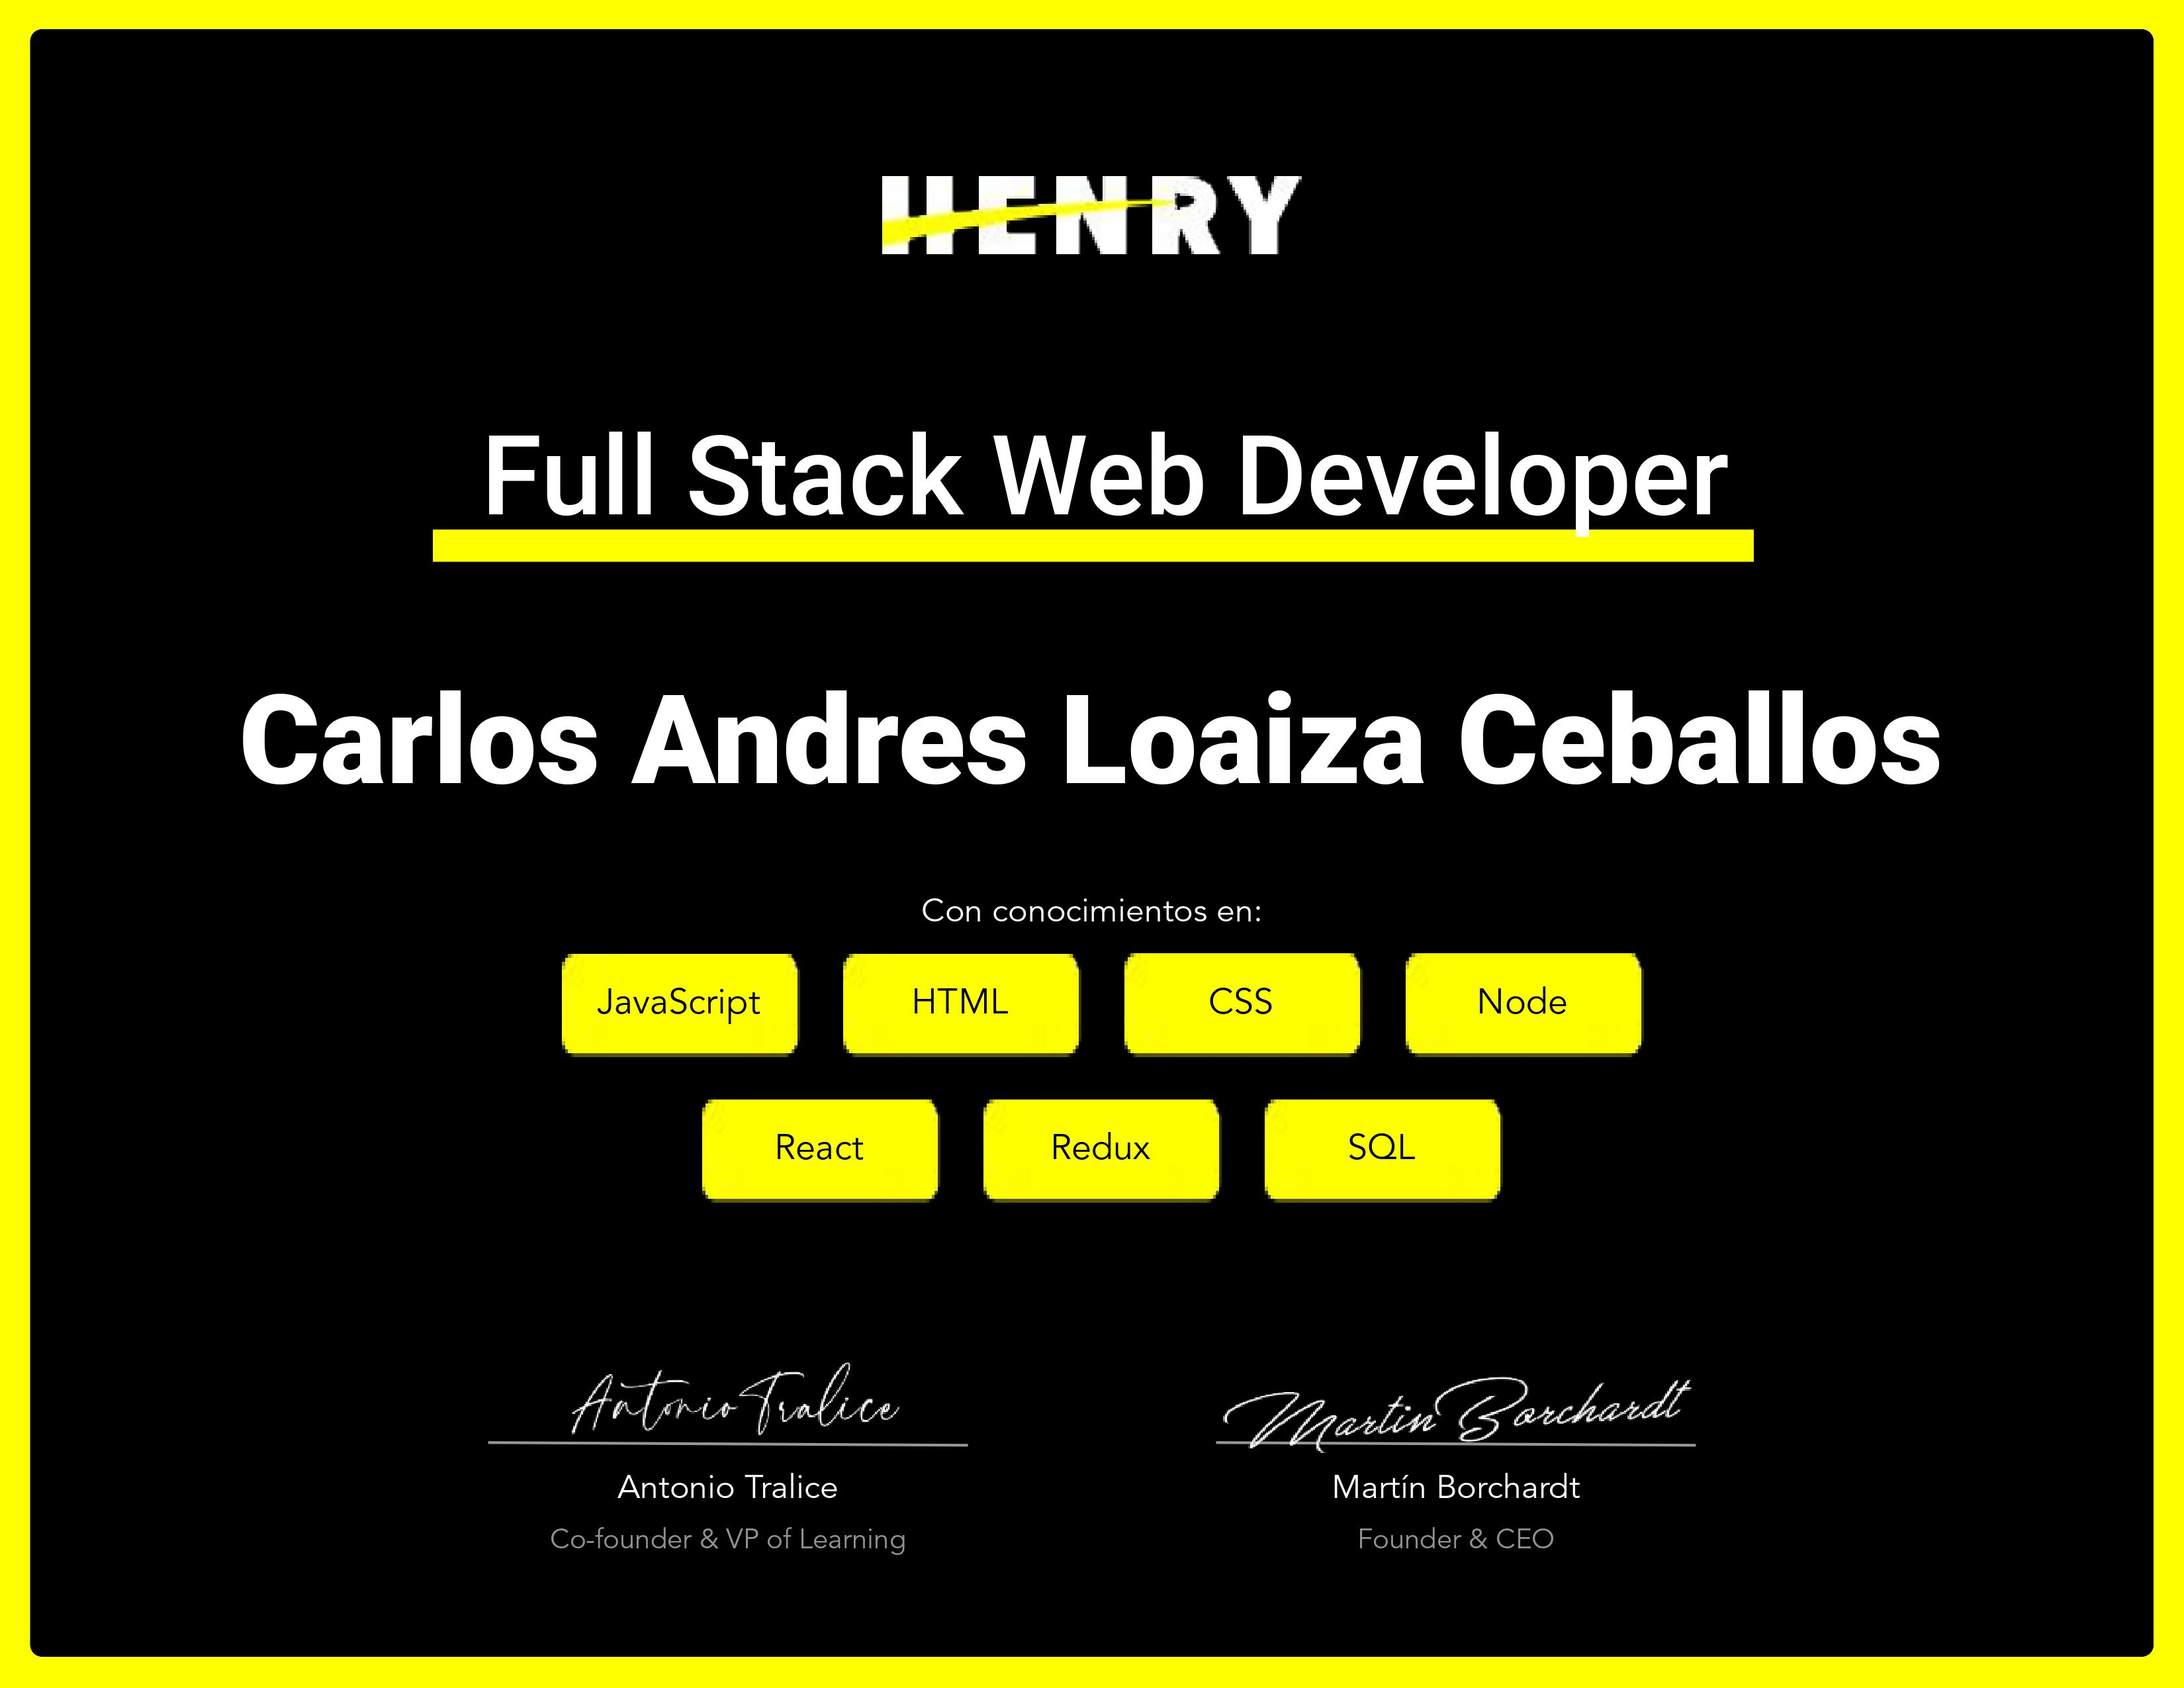 HENRY
Full Stack Web Developer
Carlos Andres Loaiza Ceballos
Con conocimientos en:
JavaScript HTML CSS Node
React Redux SQL
Antonio Tralice Martin Borchardt
Antonio Tralice Martín Borchardt
Co-founder & VP of Learning Founder & CEO